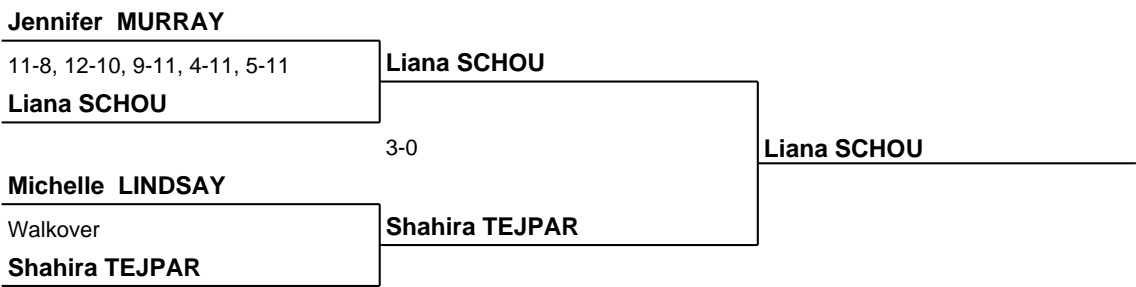 Jennifer MURRAY
11-8, 12-10, 9-11, 4-11, 5-11
Liana SCHOU
Liana SCHOU
3-0
Liana SCHOU
Michelle LINDSAY
Walkover
Shahira TEJPAR
Shahira TEJPAR